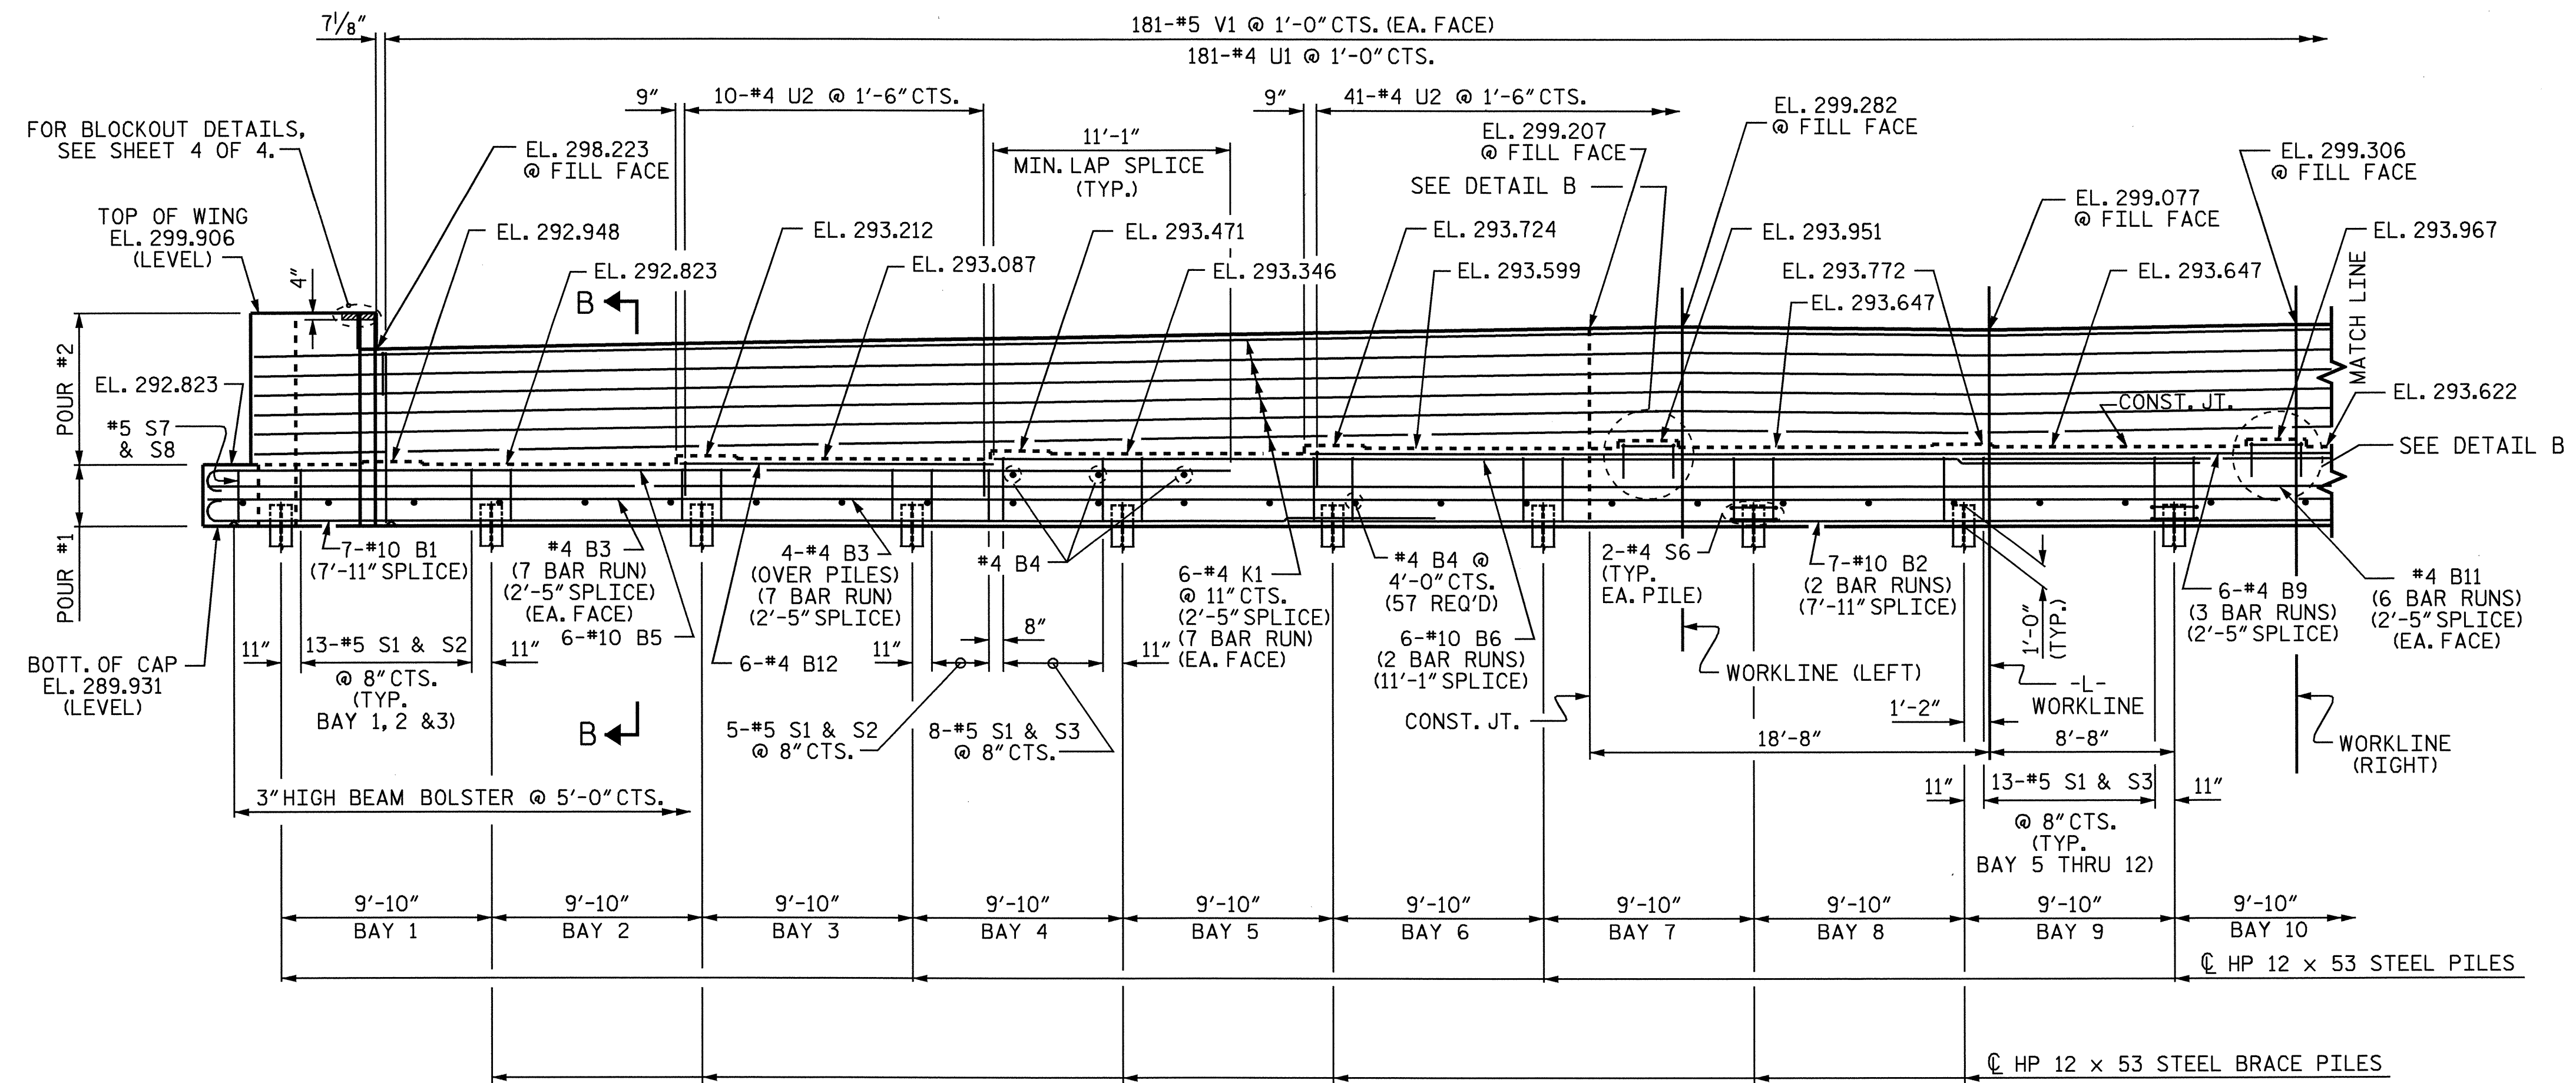 7 1/8"
181-#5 V1 @ 1'-0" CTS. (EA. FACE)
181-#4 U1 @ 1'-0" CTS.
9"
10-#4 U2 @ 1'-6" CTS.
9"
41-#4 U2 @ 1'-6" CTS.
FOR BLOCKOUT DETAILS,
SEE SHEET 4 OF 4.
EL. 298.223
@ FILL FACE
11'-1"
MIN. LAP SPLICE
(TYP.)
EL. 299.207
@ FILL FACE
EL. 299.282
@ FILL FACE
SEE DETAIL B
EL. 299.077
@ FILL FACE
EL. 299.306
@ FILL FACE
TOP OF WING
EL. 299.906
(LEVEL)
4"
EL. 292.948
EL. 292.823
EL. 293.212
EL. 293.087
EL. 293.471
EL. 293.346
EL. 293.724
EL. 293.599
EL. 293.951
EL. 293.772
EL. 293.647
EL. 293.647
EL. 293.967
MATCH LINE
B
POUR #2
EL. 292.823
#5 S7
& S8
CONST. JT.
EL. 293.622
SEE DETAIL B
POUR #1
7-#10 B1
(7'-11" SPLICE)
#4 B3
(7 BAR RUN)
(2'-5" SPLICE)
(EA. FACE)
6-#10 B5
4-#4 B3
(OVER PILES)
(7 BAR RUN)
(2'-5" SPLICE)
6-#4 B12
#4 B4
6-#4 K1
@ 11" CTS.
(2'-5" SPLICE)
(7 BAR RUN)
(EA. FACE)
#4 B4 @
4'-0" CTS.
(57 REQ'D)
6-#10 B6
(2 BAR RUNS)
(11'-1" SPLICE)
2-#4 S6
(TYP.
EA. PILE)
7-#10 B2
(2 BAR RUNS)
(7'-11" SPLICE)
1'-0"
(TYP.)
6-#4 B9
(3 BAR RUNS)
(2'-5" SPLICE)
#4 B11
(6 BAR RUNS)
(2'-5" SPLICE)
(EA. FACE)
BOTT. OF CAP
EL. 289.931
(LEVEL)
11"
13-#5 S1 & S2
@ 8" CTS.
(TYP.
BAY 1, 2 &3)
11"
11"
8"
11"
B
5-#5 S1 & S2
@ 8" CTS.
8-#5 S1 & S3
@ 8" CTS.
WORKLINE (LEFT)
CONST. JT.
-L-
WORKLINE
1'-2"
18'-8"
8'-8"
WORKLINE
(RIGHT)
3" HIGH BEAM BOLSTER @ 5'-0" CTS.
11"
13-#5 S1 & S3
@ 8" CTS.
(TYP.
BAY 5 THRU 12)
11"
9'-10" 9'-10" 9'-10" 9'-10" 9'-10" 9'-10" 9'-10" 9'-10" 9'-10" 9'-10"
BAY 1 BAY 2 BAY 3 BAY 4 BAY 5 BAY 6 BAY 7 BAY 8 BAY 9 BAY 10
℄ HP 12 x 53 STEEL PILES
℄ HP 12 x 53 STEEL BRACE PILES